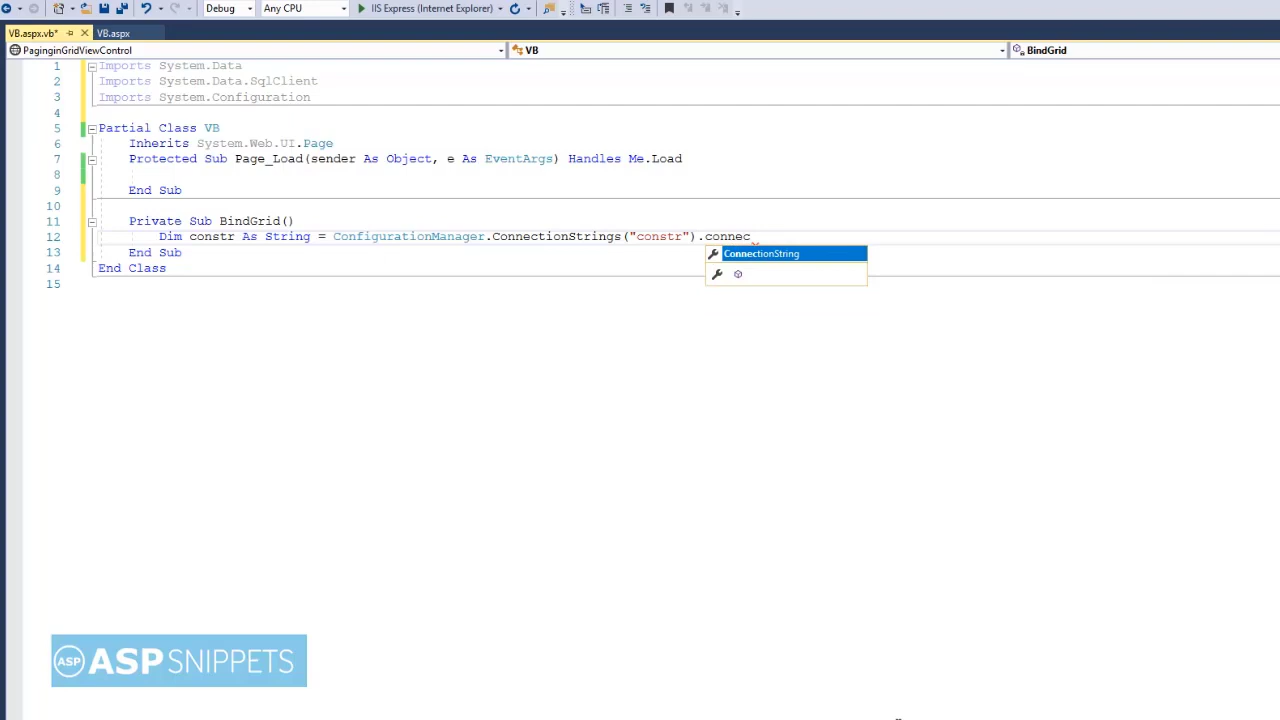 Debug Any CPU IIS Express (Internet Explorer)
VB.aspx.vb* VB.aspx
PaginginGridViewControl VB BindGrid
1 Imports System.Data
2 Imports System.Data.SqlClient
3 Imports System.Configuration
4
5 Partial Class VB
6 Inherits System.Web.UI.Page
7 Protected Sub Page_Load(sender As Object, e As EventArgs) Handles Me.Load
8
9 End Sub
10
11 Private Sub BindGrid()
12 Dim constr As String = ConfigurationManager.ConnectionStrings("constr").connec
ConnectionString
13 End Sub
14 End Class
15
ASP ASPSNIPPETS